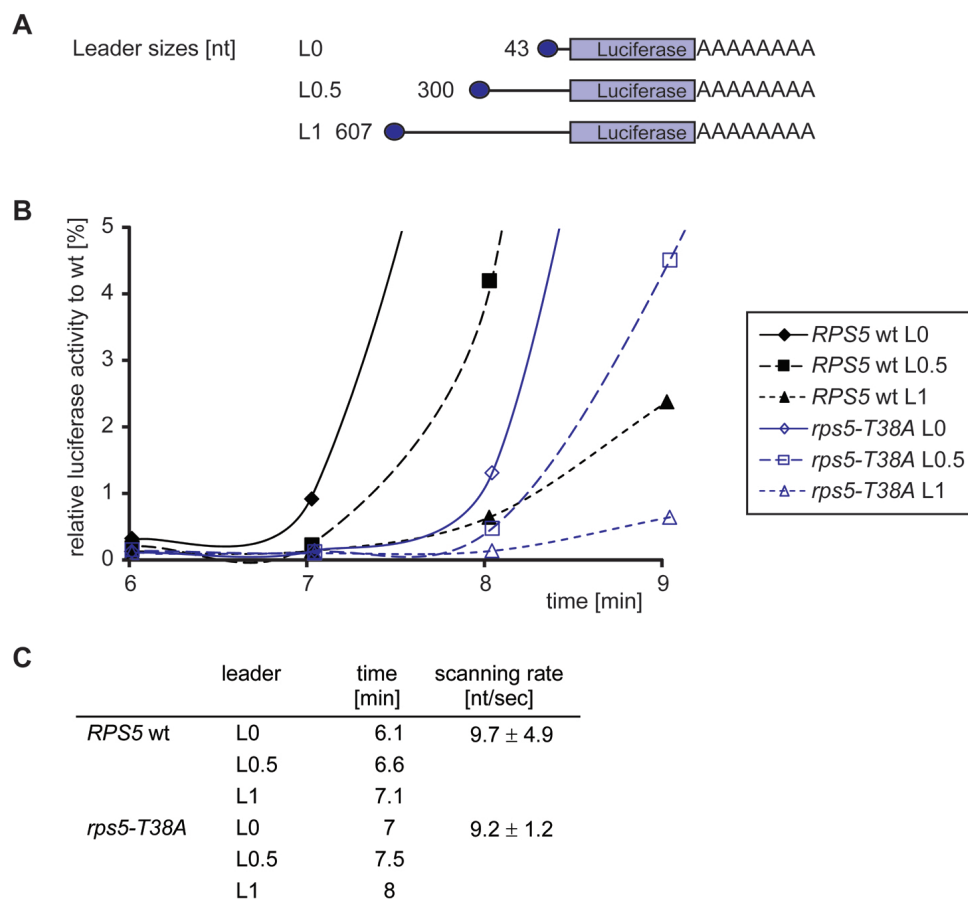 A
Leader sizes [nt] L0 43 Luciferase AAAAAAAA
L0.5 300 Luciferase AAAAAAAA
L1 607 Luciferase AAAAAAAA
B
relative luciferase activity to wt [%]
5
4
3
2
1
0
6 7 8 9
time [min]
RPS5 wt L0
RPS5 wt L0.5
RPS5 wt L1
rps5-T38A L0
rps5-T38A L0.5
rps5-T38A L1
C
leader time scanning rate
[min] [nt/sec]
RPS5 wt L0 6.1 9.7 ± 4.9
L0.5 6.6
L1 7.1
rps5-T38A L0 7 9.2 ± 1.2
L0.5 7.5
L1 8